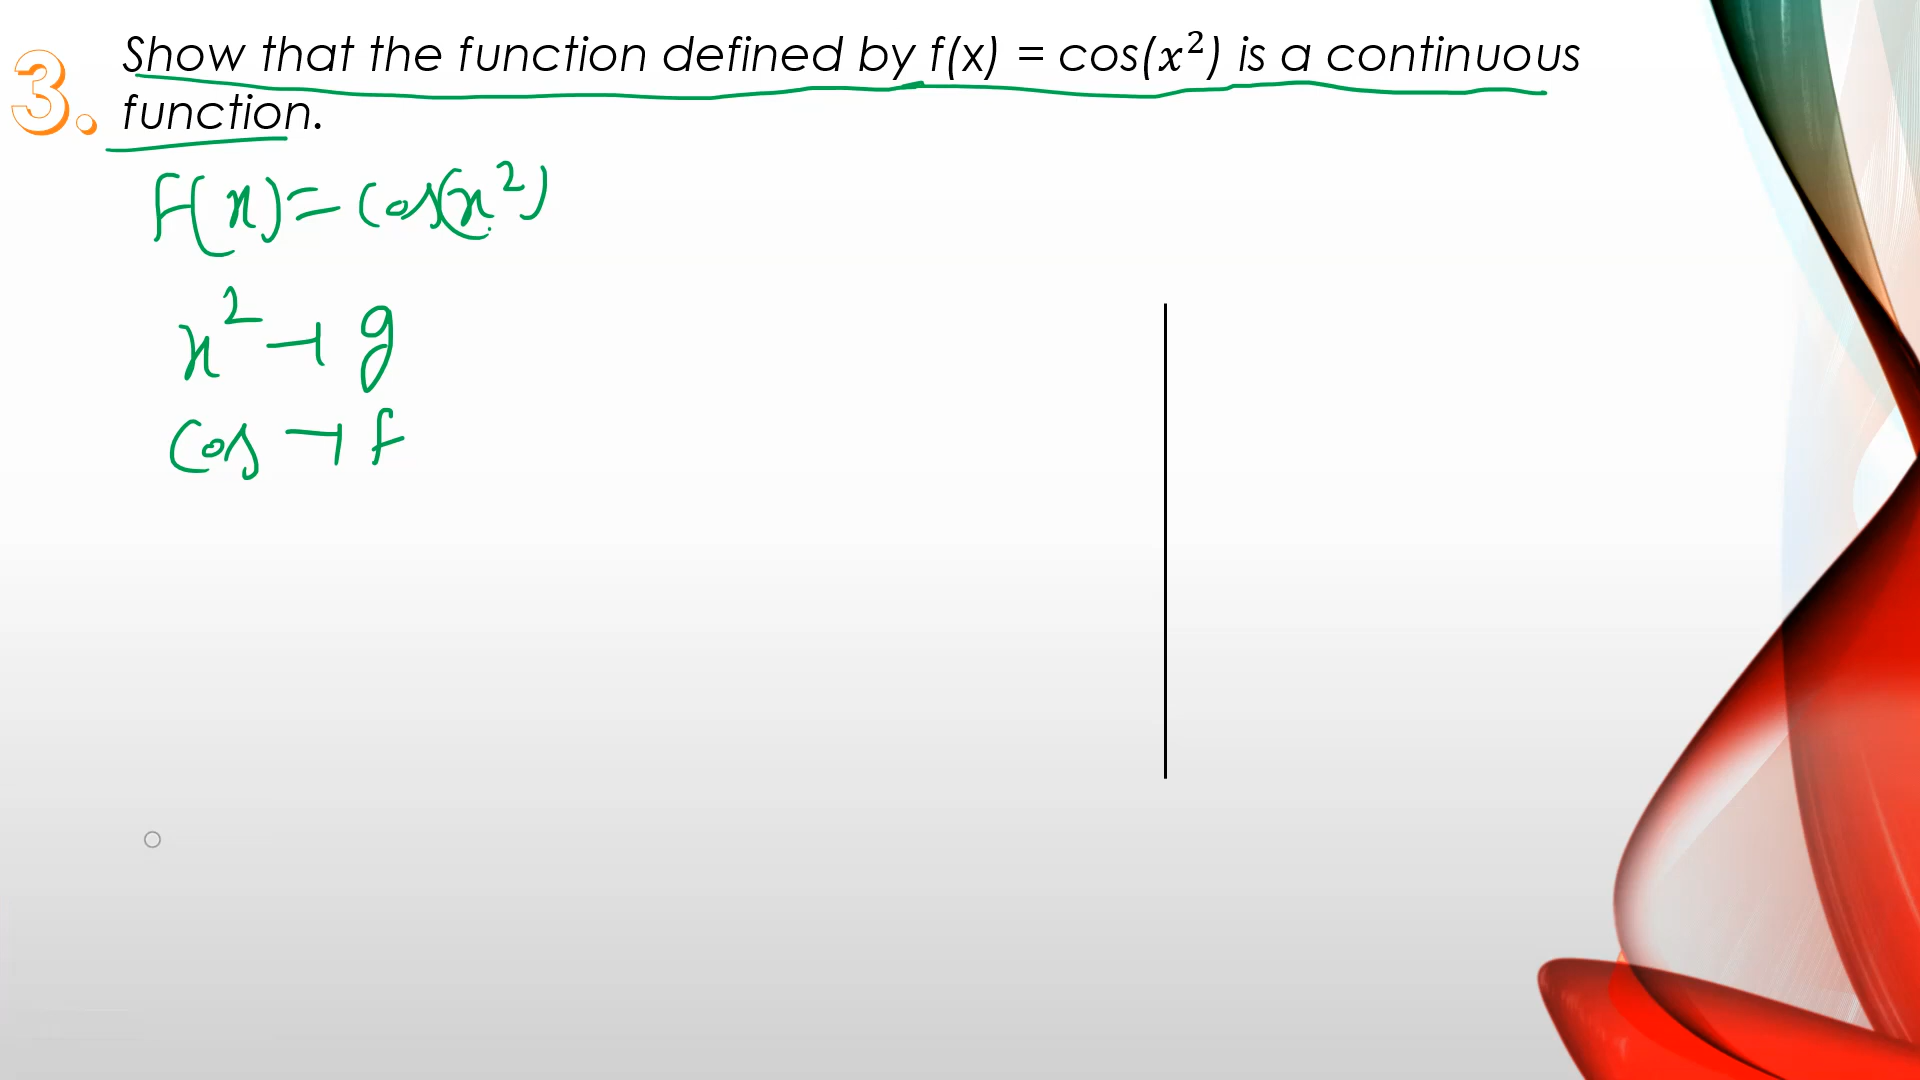 3. Show that the function defined by f(x) = cos(x²) is a continuous
function.
F(x) = cos(x²)
x² → g
cos → f